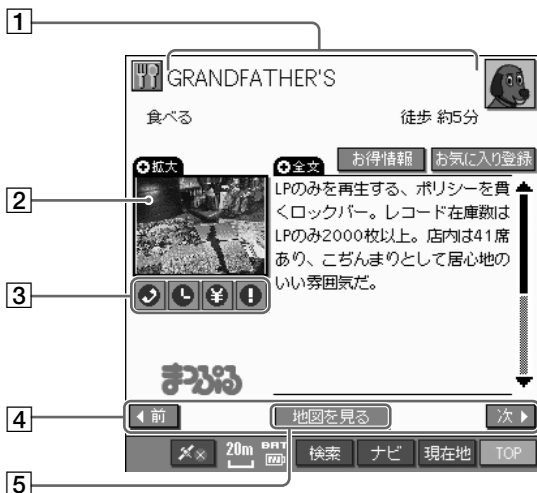 1
GRANDFATHER'S
食べる 徒歩 約5分
お得情報 お気に入り登録
拡大 全文
2
LPのみを再生する、ポリシーを貫
くロックバー。レコード在庫数は
LPのみ2000枚以上。店内は41席
あり、こぢんまりとして居心地の
いい雰囲気だ。
3
¥ !
まっぷる
4
前 地図を見る 次
20m BAT 検索 ナビ 現在地 TOP
5